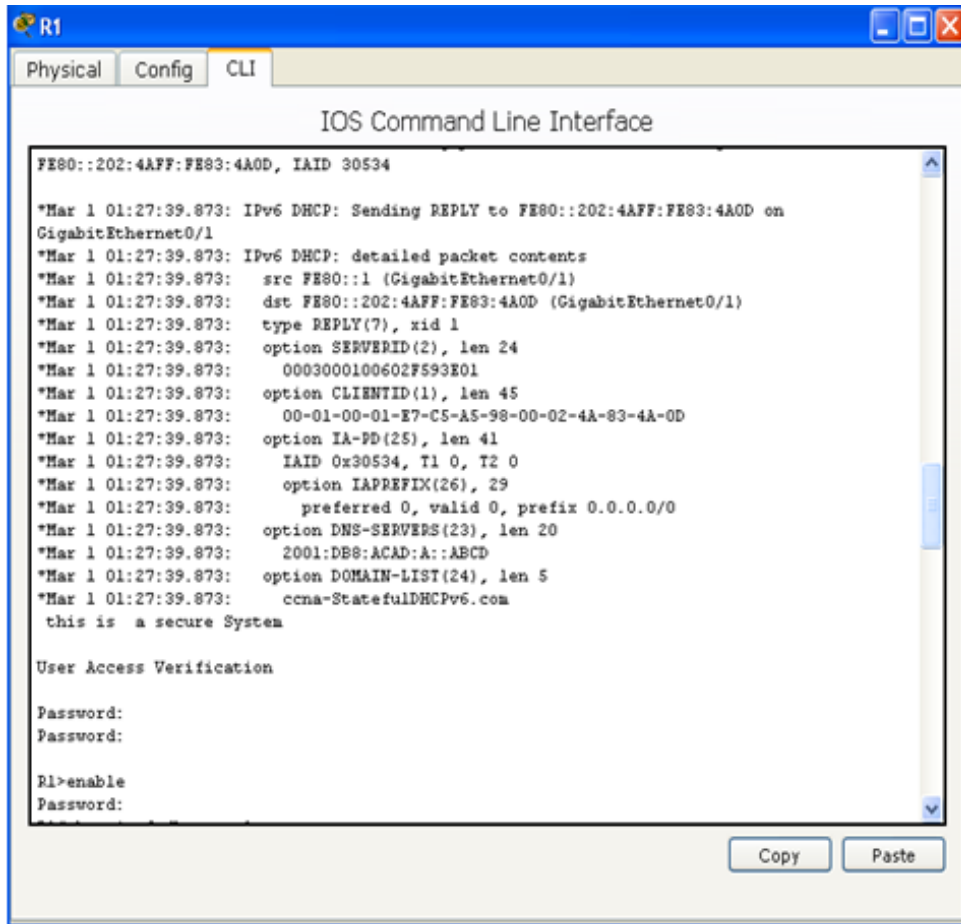 R1
Physical
Config
CLI
IOS Command Line Interface
FE80::202:4AFF:FE83:4A0D, IAID 30534
*Mar 1 01:27:39.873: IPv6 DHCP: Sending REPLY to FE80::202:4AFF:FE83:4A0D on
GigabitEthernet0/1
*Mar 1 01:27:39.873: IPv6 DHCP: detailed packet contents
*Mar 1 01:27:39.873:   src FE80::1 (GigabitEthernet0/1)
*Mar 1 01:27:39.873:   dst FE80::202:4AFF:FE83:4A0D (GigabitEthernet0/1)
*Mar 1 01:27:39.873:   type REPLY(7), xid 1
*Mar 1 01:27:39.873:   option SERVERID(2), len 24
*Mar 1 01:27:39.873:     0003000100602F593E01
*Mar 1 01:27:39.873:   option CLIENTID(1), len 45
*Mar 1 01:27:39.873:     00-01-00-01-E7-C5-A5-98-00-02-4A-83-4A-0D
*Mar 1 01:27:39.873:   option IA-PD(25), len 41
*Mar 1 01:27:39.873:     IAID 0x30534, T1 0, T2 0
*Mar 1 01:27:39.873:     option IAPREFIX(26), 29
*Mar 1 01:27:39.873:       preferred 0, valid 0, prefix 0.0.0.0/0
*Mar 1 01:27:39.873:   option DNS-SERVERS(23), len 20
*Mar 1 01:27:39.873:     2001:DB8:ACAD:A::ABCD
*Mar 1 01:27:39.873:   option DOMAIN-LIST(24), len 5
*Mar 1 01:27:39.873:     ccna-StatefulDHCPv6.com
this is  a secure System
User Access Verification
Password:
Password:
R1>enable
Password:
Copy
Paste